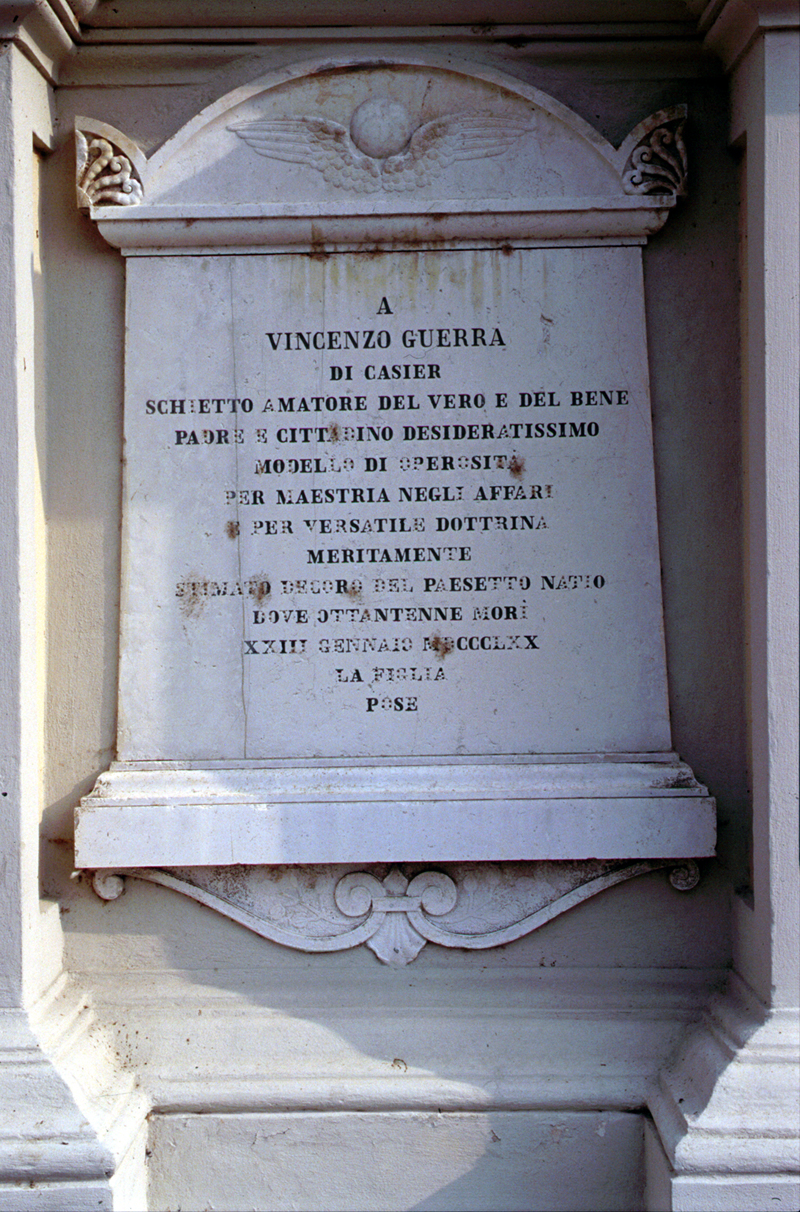 A
VINCENZO GUERRA
DI CASIER
SCHIETTO AMATORE DEL VERO E DEL BENE
PADRE E CITTADINO DESIDERATISSIMO
MODELLO DI OPEROSITÀ
PER MAESTRIA NEGLI AFFARI
E PER VERSATILE DOTTRINA
MERITAMENTE
STIMATO DECORO DEL PAESETTO NATIO
DOVE OTTANTENNE MORÌ
XXIII GENNAIO MDCCCLXX
LA FIGLIA
POSE